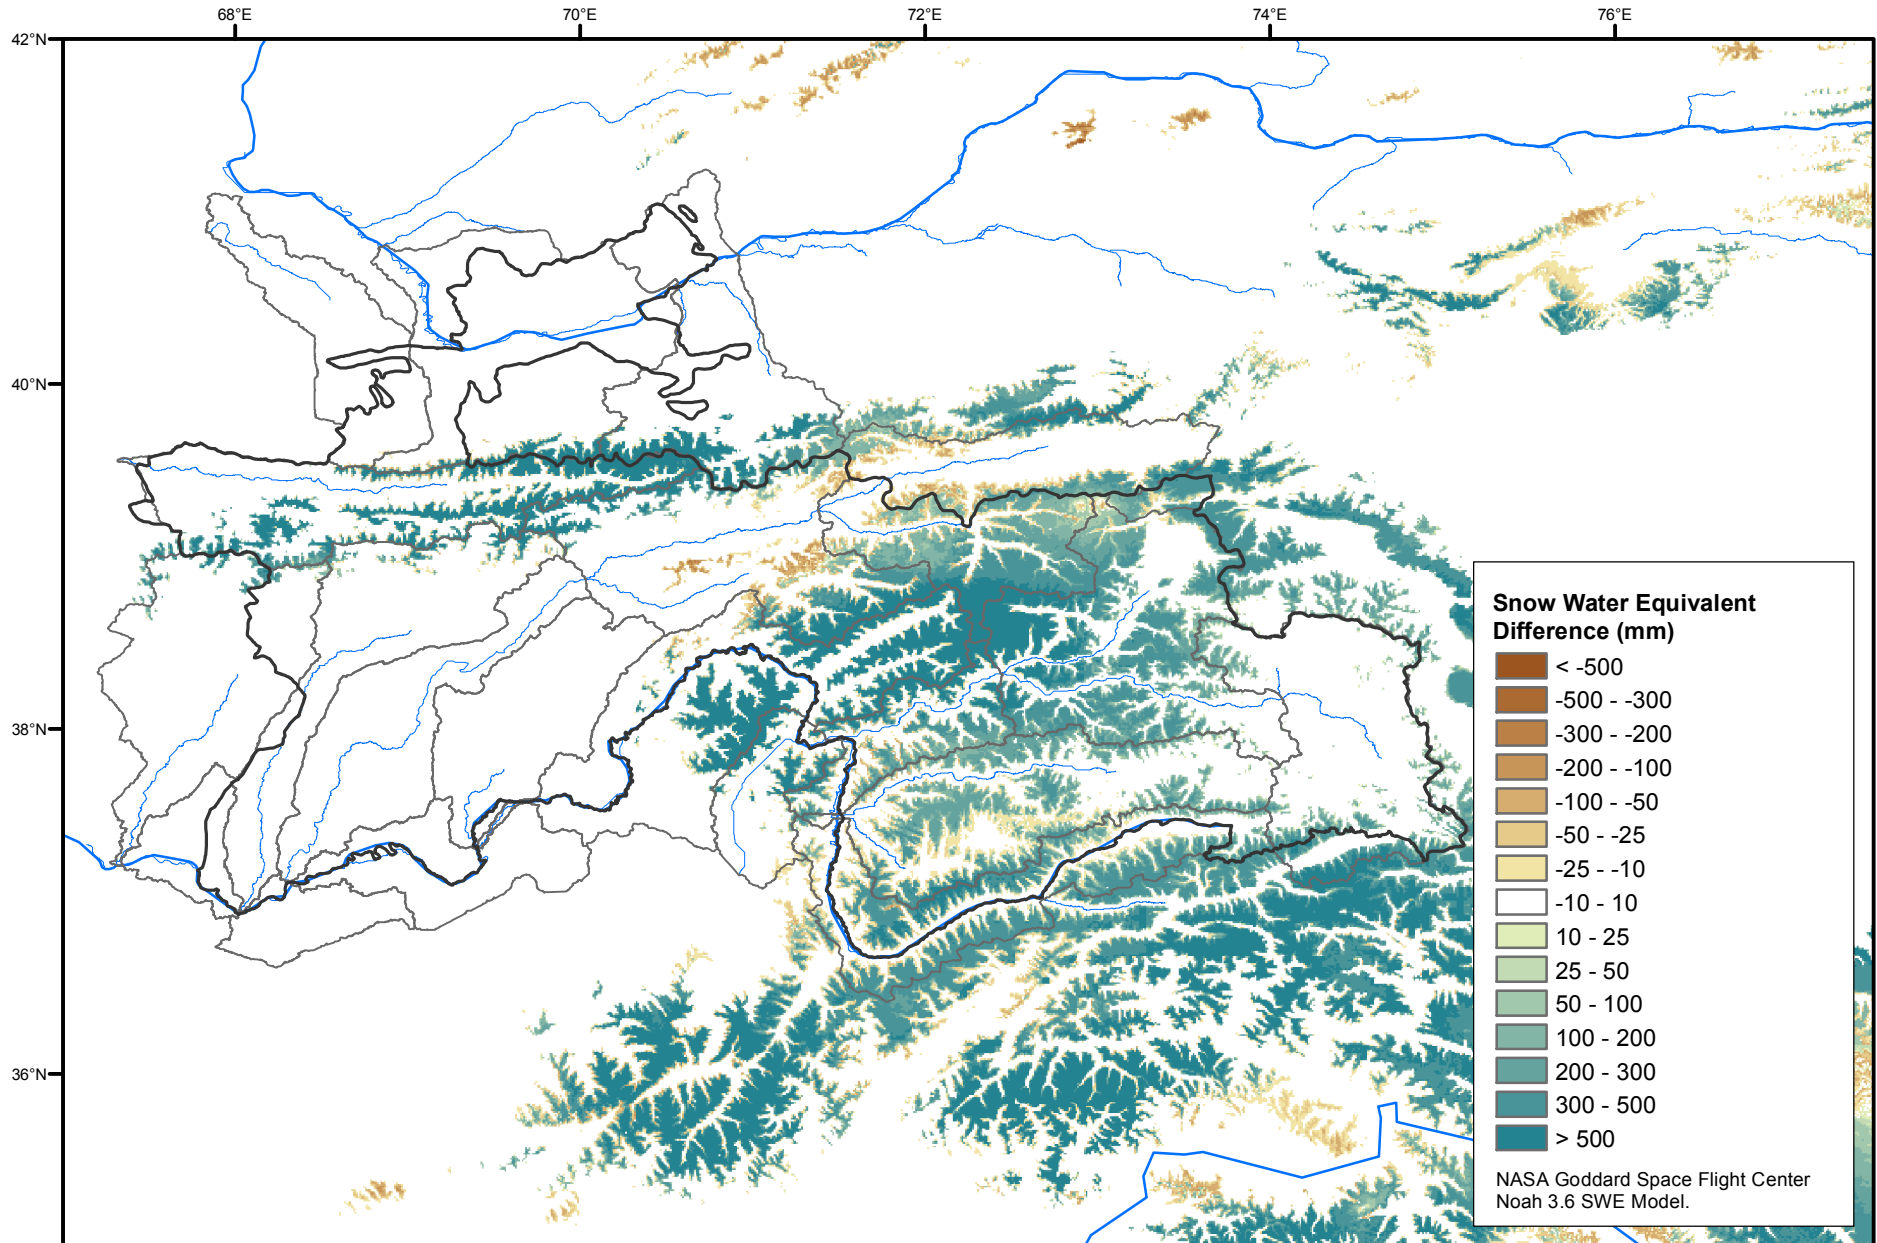 68°E 70°E 72°E 74°E 76°E
42°N
40°N
38°N
36°N
Snow Water Equivalent
Difference (mm)
< -500
-500 - -300
-300 - -200
-200 - -100
-100 - -50
-50 - -25
-25 - -10
-10 - 10
10 - 25
25 - 50
50 - 100
100 - 200
200 - 300
300 - 500
> 500
NASA Goddard Space Flight Center
Noah 3.6 SWE Model.